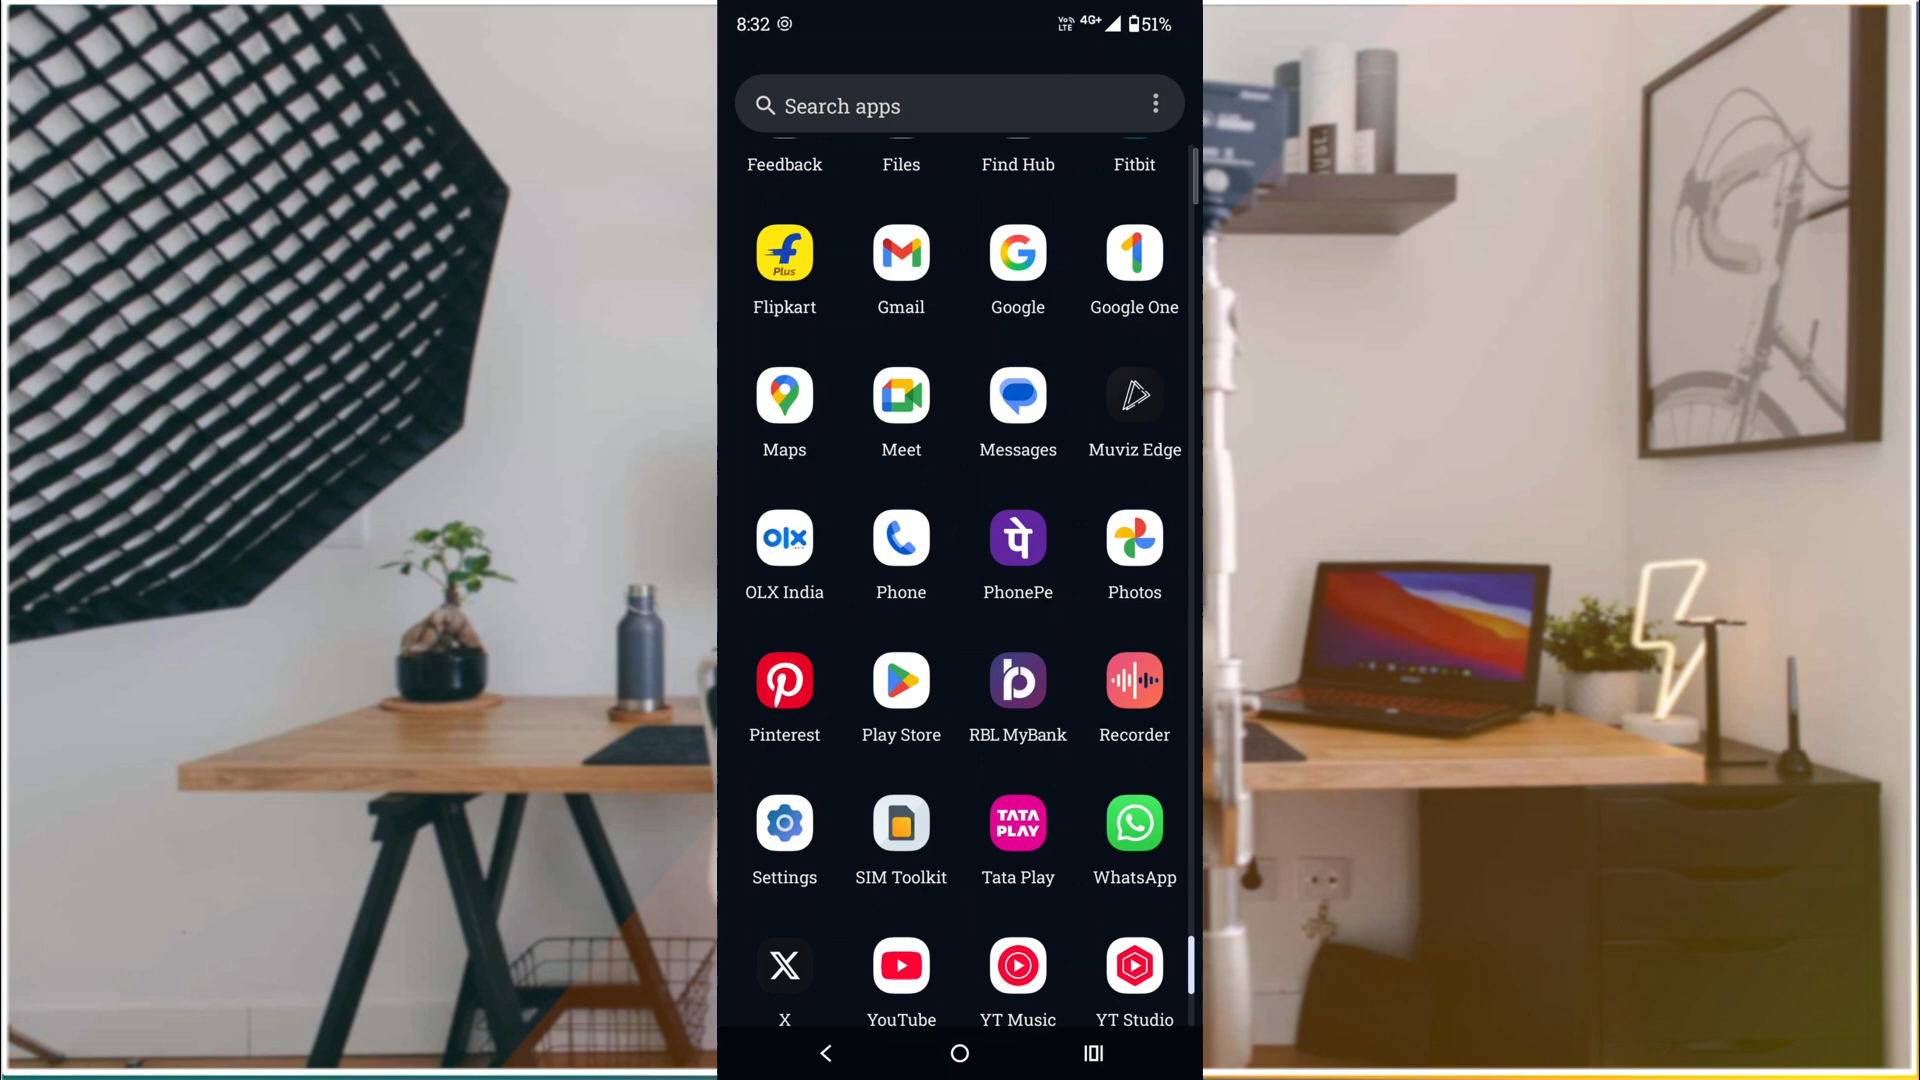 8:32 Vo LTE 4G+ 51%
Search apps
Feedback Files Find Hub Fitbit
Plus
Flipkart Gmail Google Google One
Maps Meet Messages Muviz Edge
olx पे
OLX India Phone PhonePe Photos
Pinterest Play Store RBL MyBank Recorder
TATA
PLAY
Settings SIM Toolkit Tata Play WhatsApp
X YouTube YT Music YT Studio